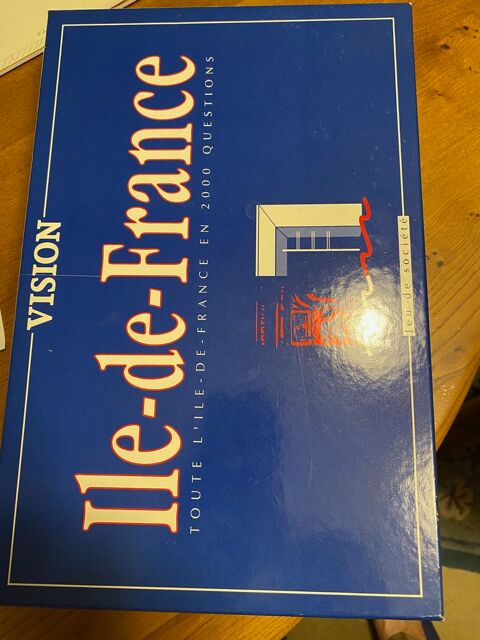 VISION
Ile-de-France
TOUTE L'ILE-DE-FRANCE EN 2000 QUESTIONS
Jeu de société